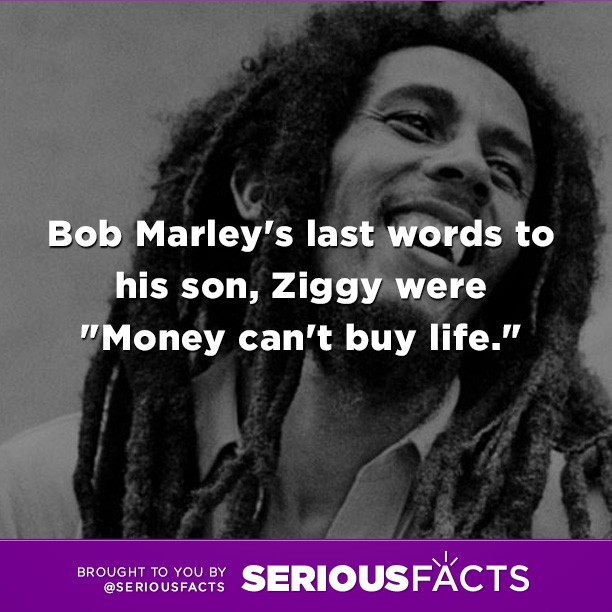 Bob Marley's last words to
his son, Ziggy were
"Money can't buy life."
BROUGHT TO YOU BY
@SERIOUSFACTS
SERIOUSFACTS